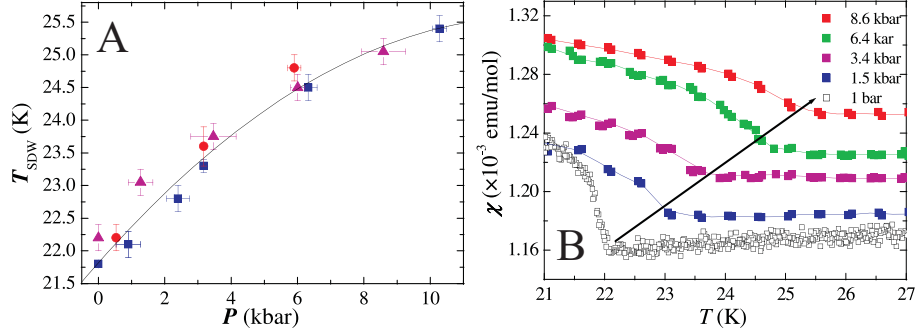 A
25.5
25.0
24.5
24.0
23.5
23.0
22.5
22.0
21.5
T_SDW (K)
0 2 4 6 8 10
P (kbar)
1.32
1.28
1.24
1.20
1.16
χ (×10⁻³ emu/mol)
8.6 kbar
6.4 kar
3.4 kbar
1.5 kbar
1 bar
B
21 22 23 24 25 26 27
T (K)